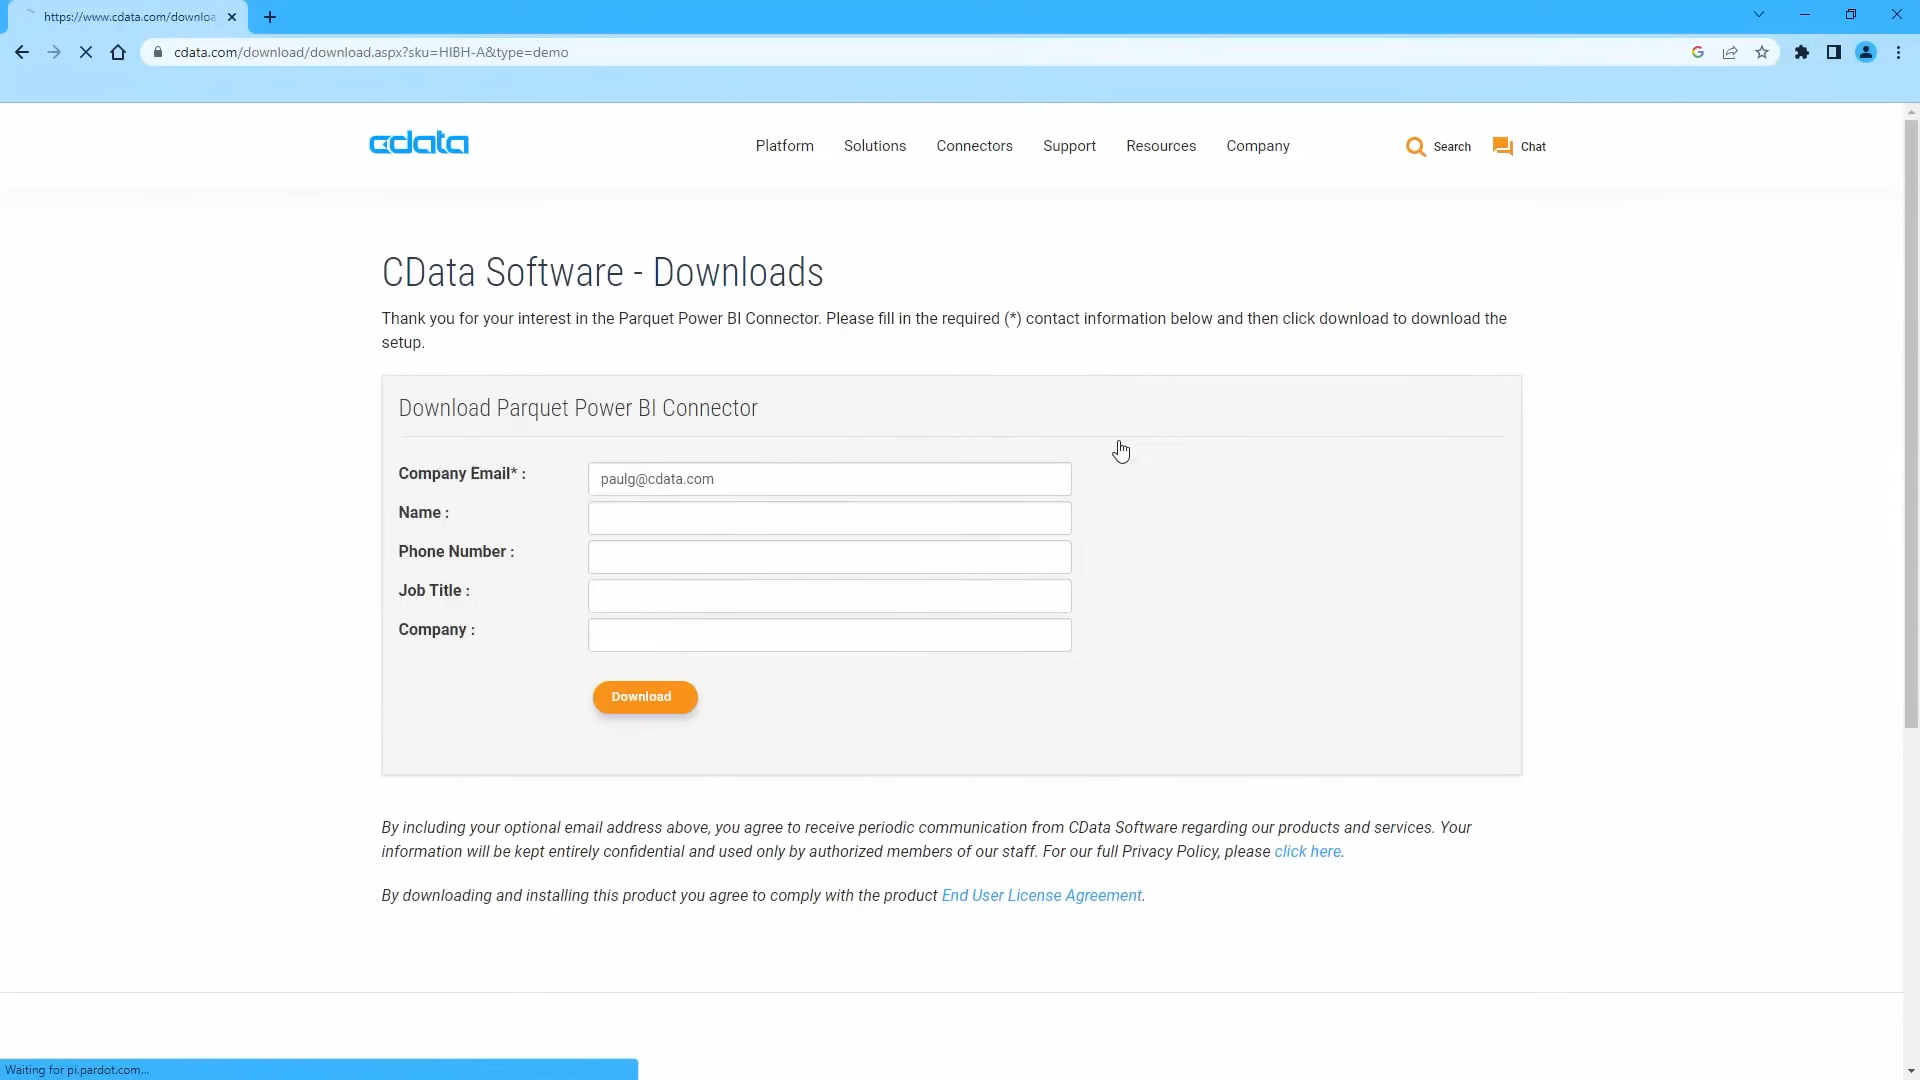 https://www.cdata.com/downloa
cdata.com/download/download.aspx?sku=HIBH-A&type=demo
cdata
Platform
Solutions
Connectors
Support
Resources
Company
Search
Chat
CData Software - Downloads
Thank you for your interest in the Parquet Power BI Connector. Please fill in the required (*) contact information below and then click download to download the
setup.
Download Parquet Power BI Connector
Company Email* :
paulg@cdata.com
Name :
Phone Number :
Job Title :
Company :
Download
By including your optional email address above, you agree to receive periodic communication from CData Software regarding our products and services. Your
information will be kept entirely confidential and used only by authorized members of our staff. For our full Privacy Policy, please click here.
By downloading and installing this product you agree to comply with the product End User License Agreement.
Waiting for pi.pardot.com...